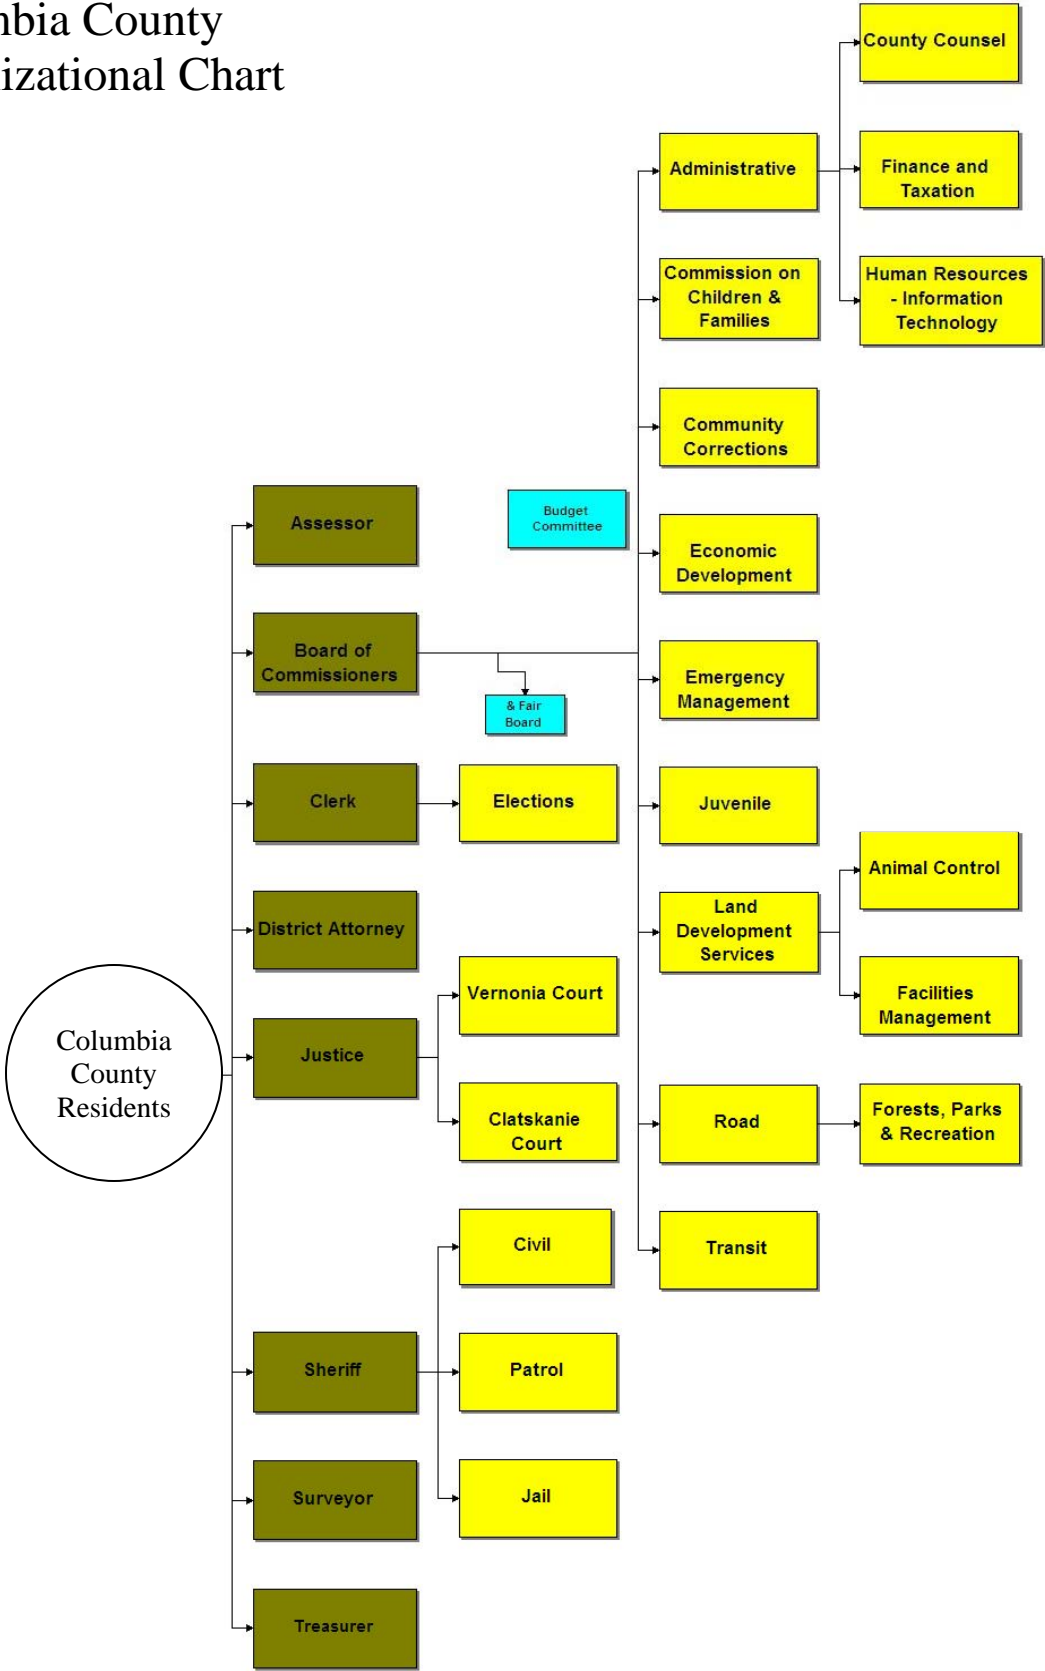 mbia County
izational Chart
County Counsel
Administrative
Finance and
Taxation
Commission on
Children &
Families
Human Resources
- Information
Technology
Community
Corrections
Assessor
Budget
Committee
Economic
Development
Board of
Commissioners
Emergency
Management
& Fair
Board
Clerk
Elections
Juvenile
Animal Control
Land
Development
Services
District Attorney
Vernonia Court
Facilities
Management
Columbia
County
Residents
Justice
Clatskanie
Court
Road
Forests, Parks
& Recreation
Civil
Transit
Sheriff
Patrol
Surveyor
Jail
Treasurer